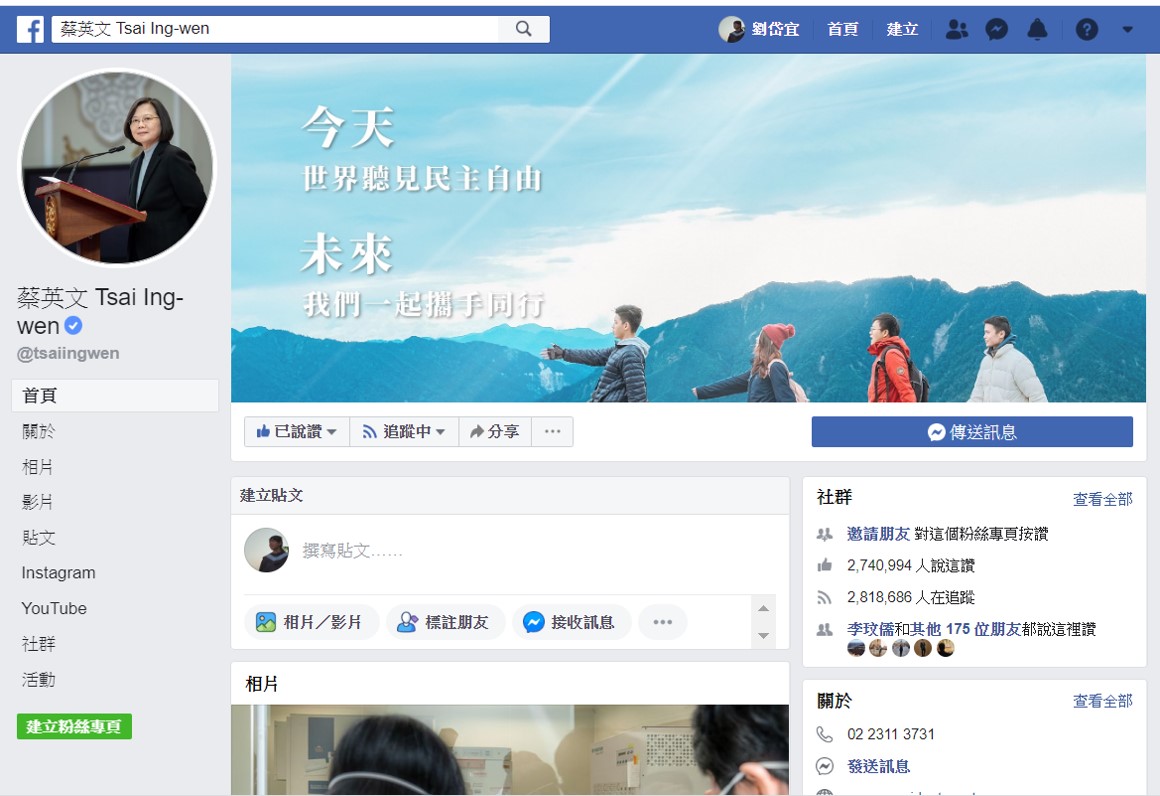 f
蔡英文 Tsai Ing-wen
劉岱宜
首頁
建立
今天
世界聽見民主自由
未來
我們一起攜手同行
蔡英文 Tsai Ing-
wen
@tsaiingwen
首頁
關於
相片
影片
貼文
Instagram
YouTube
社群
活動
建立粉絲專頁
已說讚
追蹤中
分享
...
傳送訊息
建立貼文
撰寫貼文……
相片／影片
標註朋友
接收訊息
...
相片
社群
查看全部
邀請朋友 對這個粉絲專頁按讚
2,740,994 人說這讚
2,818,686 人在追蹤
李玟儒和其他 175 位朋友都說這裡讚
關於
查看全部
02 2311 3731
發送訊息